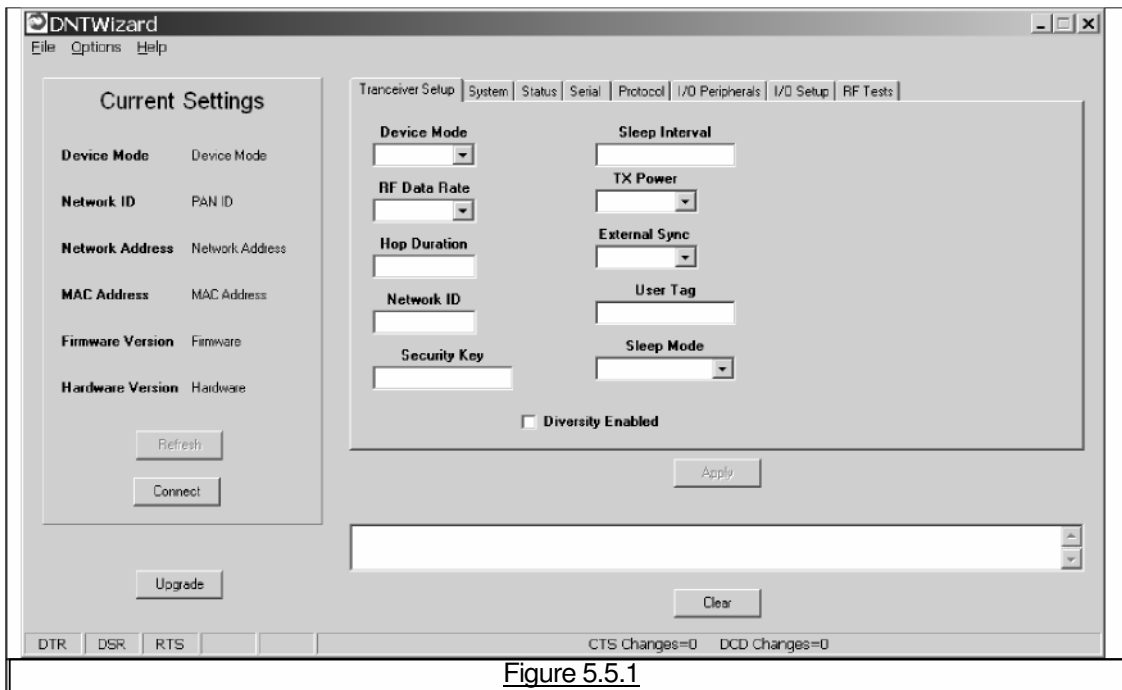 DNTWizard
File Options Help
Current Settings
Device Mode Device Mode
Network ID PAN ID
Network Address Network Address
MAC Address MAC Address
Firmware Version Firmware
Hardware Version Hardware
Refresh
Connect
Upgrade
Tranceiver Setup System Status Serial Protocol I/O Peripherals I/O Setup RF Tests
Device Mode
RF Data Rate
Hop Duration
Network ID
Security Key
Sleep Interval
TX Power
External Sync
User Tag
Sleep Mode
Diversity Enabled
Apply
Clear
DTR DSR RTS CTS Changes=0 DCD Changes=0
Figure 5.5.1